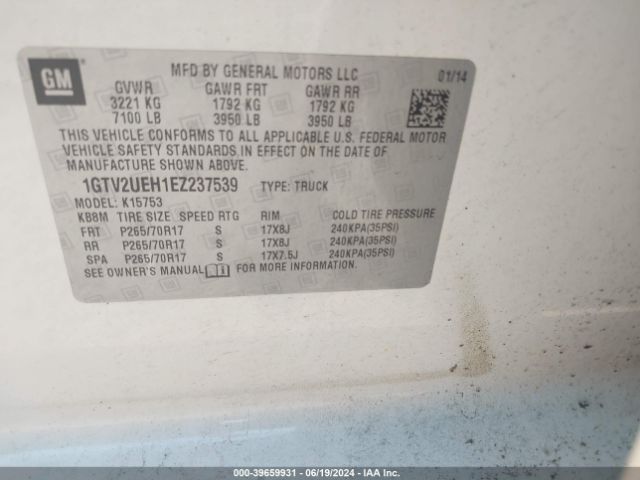 GM
MFD BY GENERAL MOTORS LLC 01/14
GVWR GAWR FRT GAWR RR
3221 KG 1792 KG 1792 KG
7100 LB 3950 LB 3950 LB
THIS VEHICLE CONFORMS TO ALL APPLICABLE U.S. FEDERAL MOTOR
VEHICLE SAFETY STANDARDS IN EFFECT ON THE DATE OF
MANUFACTURE SHOWN ABOVE.
1GTV2UEH1EZ237539 TYPE: TRUCK
MODEL: K15753
KB8M TIRE SIZE SPEED RTG RIM COLD TIRE PRESSURE
FRT P265/70R17 S 17X8J 240KPA(35PSI)
RR P265/70R17 S 17X8J 240KPA(35PSI)
SPA P265/70R17 S 17X7.5J 240KPA(35PSI)
SEE OWNER'S MANUAL FOR MORE INFORMATION.
000-39659931 - 06/19/2024 - IAA Inc.